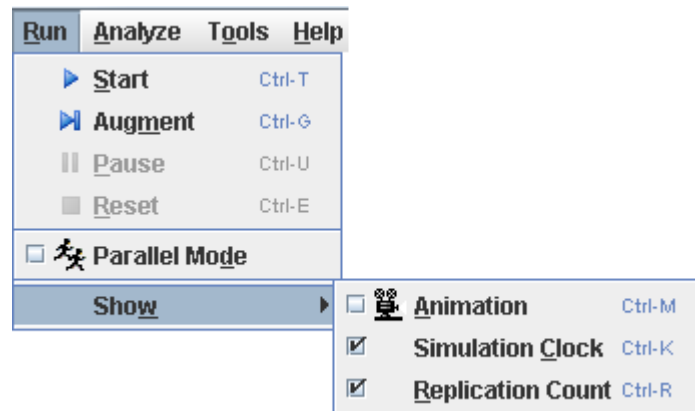 Run Analyze Tools Help
Start Ctrl-T
Augment Ctrl-G
Pause Ctrl-U
Reset Ctrl-E
Parallel Mode
Show
Animation Ctrl-M
Simulation Clock Ctrl-K
Replication Count Ctrl-R